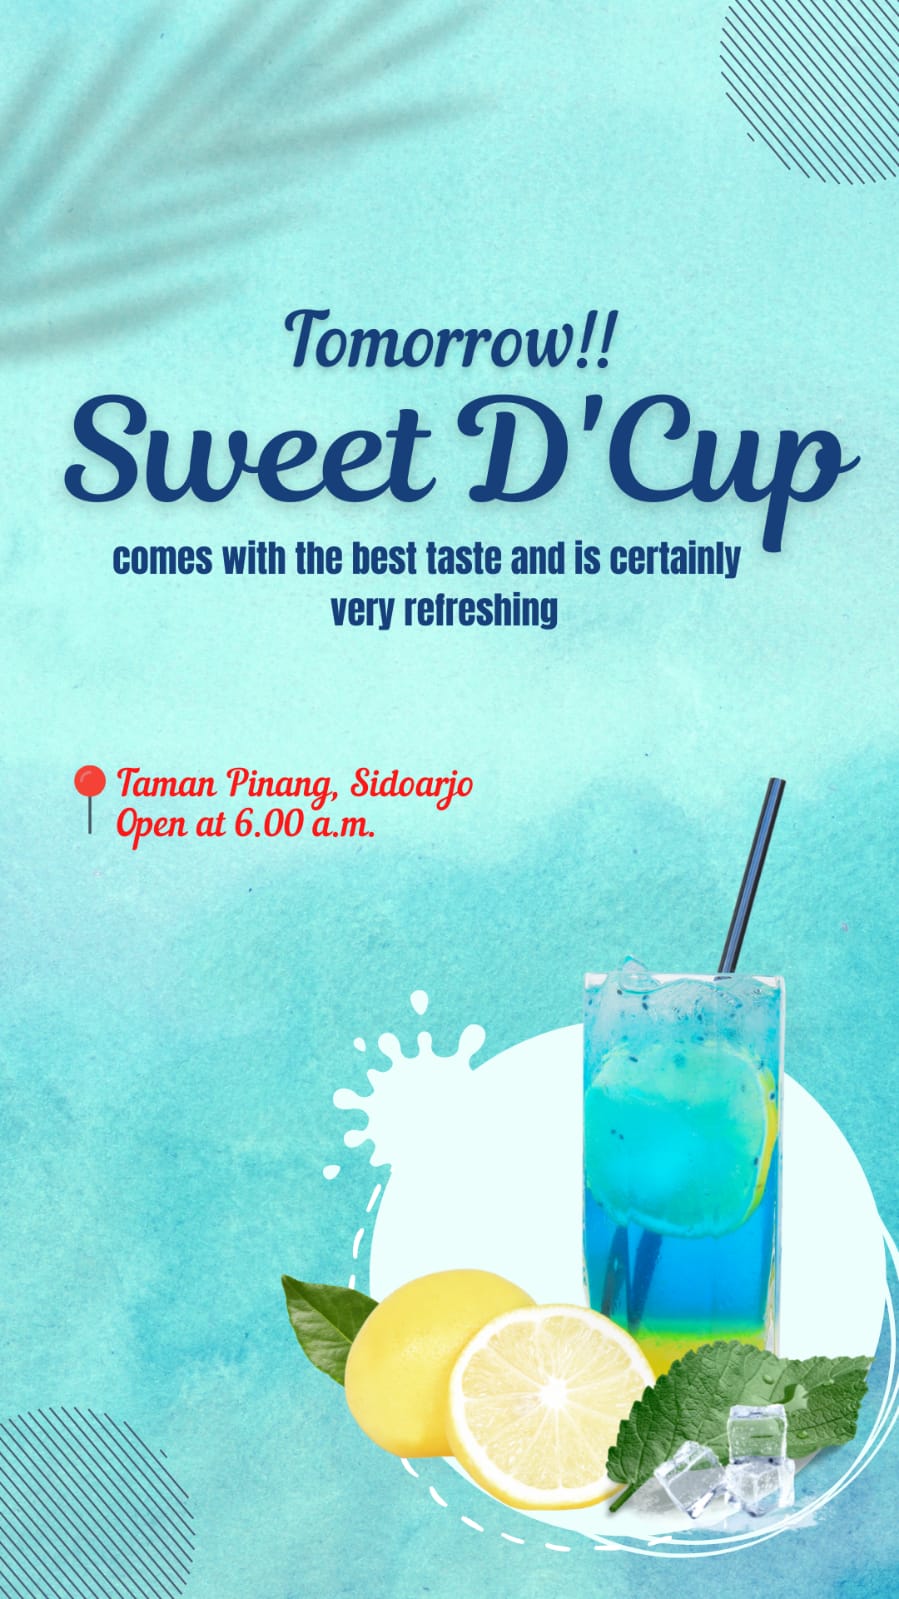 Tomorrow!!
Sweet D'Cup
comes with the best taste and is certainly
very refreshing
Taman Pinang, Sidoarjo
Open at 6.00 a.m.